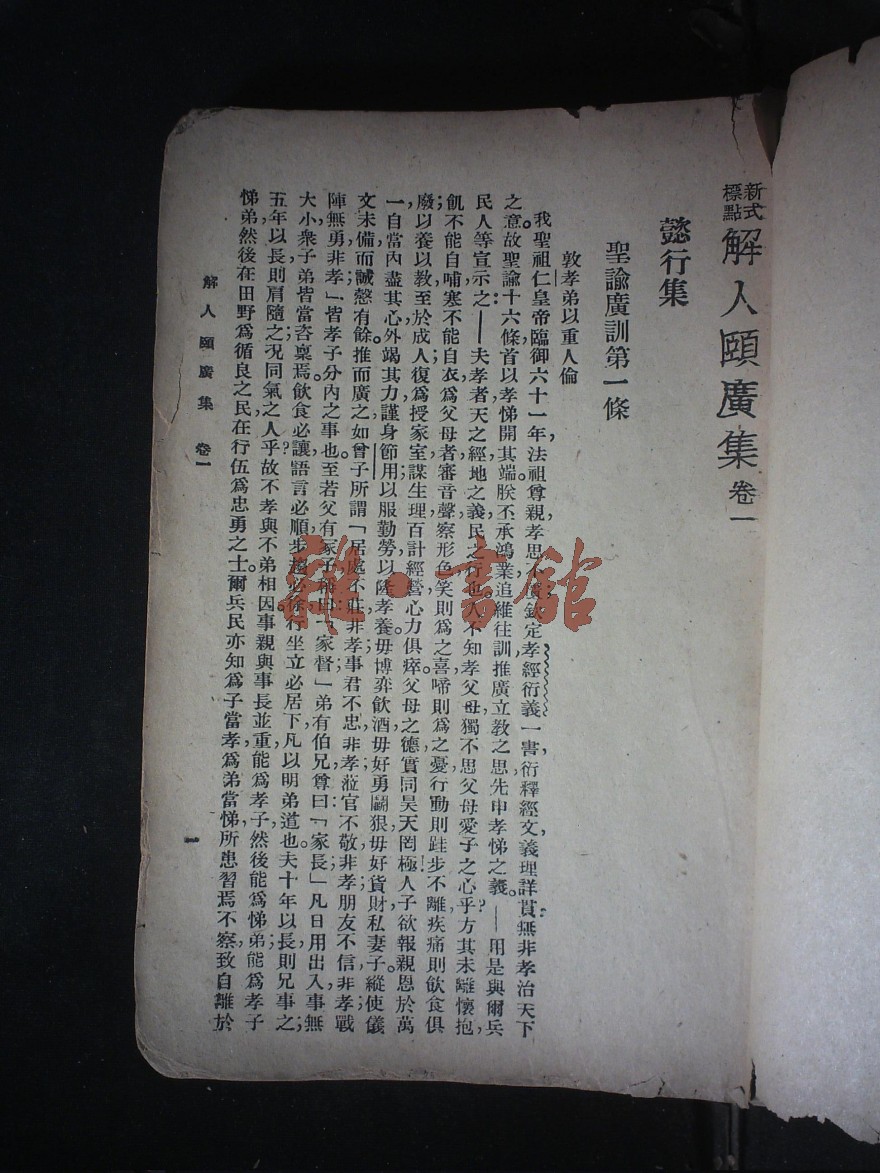 新式標點 解人頤廣集 卷一
懿行集
聖諭廣訓第一條
敦孝弟以重人倫
我聖祖仁皇帝臨御六十一年,法祖尊親,孝思不匱,欽定孝經衍義一書,衍釋經文,義理詳貫,無非孝治天下
之意。故聖諭十六條,首以孝悌開其端。朕丕承鴻業,追維往訓,推廣立教之思,先申孝悌之義。——用是與爾兵
民人等宣示之——夫孝者,天之經,地之義,民之行也。人不知孝父母,獨不思父母愛子之心乎?方其未離懷抱,
飢不能自哺,寒不能自衣,為父母者,審音聲,察形色,笑則為之喜,啼則為之憂,行動則跬步不離,疾痛則飲食俱
廢;以養以教,至於成人,復為授家室,謀生理,百計經營,心力俱瘁。父母之德,實同昊天罔極!人子欲報親恩於萬
一,自當內盡其心,外竭其力;謹身節用,以服勤勞,以隆孝養。毋博弈飲酒,毋好勇鬭狠,毋好貨財,私妻子。縱使儀
文未備,而誠慤有餘。推而廣之,如曾子所謂「居處不莊非孝,事君不忠非孝,蒞官不敬非孝,朋友不信非孝,戰
陣無勇非孝」皆孝子分內之事也。至若父有冢子,稱曰「家督」弟有伯兄,尊曰「家長」凡日用出入,事無
大小,衆子弟皆當咨稟焉。飲食必讓,語言必順,步趨必徐行,坐立必居下,凡以明弟道也。夫十年以長,則兄事之;
五年以長,則肩隨之;况同氣之人乎?故不孝與不弟相因,事親與事長並重。能為孝子,然後能為悌弟;能為孝子
悌弟,然後在田野為循良之民,在行伍為忠勇之士。爾兵民亦知為子當孝,為弟當悌,所患習焉不察,致自離於
解人頤廣集 卷一
一
雜·書館